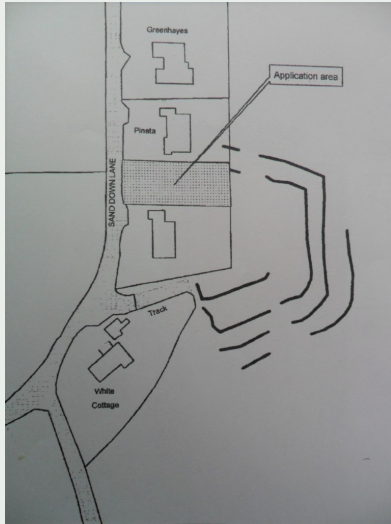 Greenhayes
Application area
Pineta
SAND DOWN LANE
Track
White
Cottage